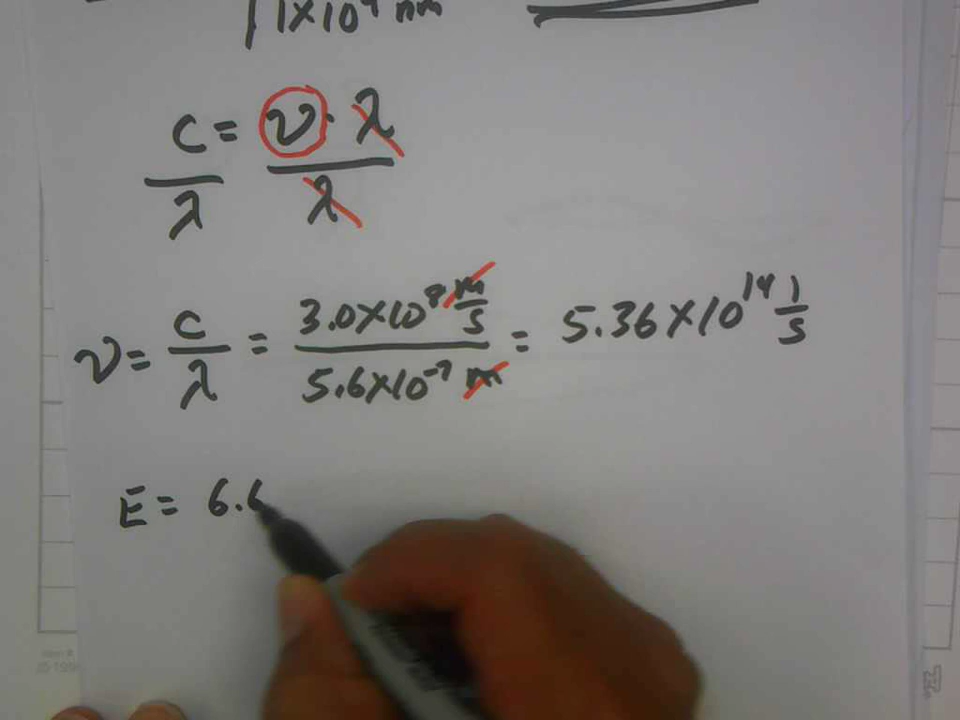 1×10⁹ nm
c = ν · λ
λ λ
ν = c/λ = 3.0×10⁸ m/s / 5.6×10⁻⁷ m = 5.36×10¹⁴ 1/s
E = 6.6